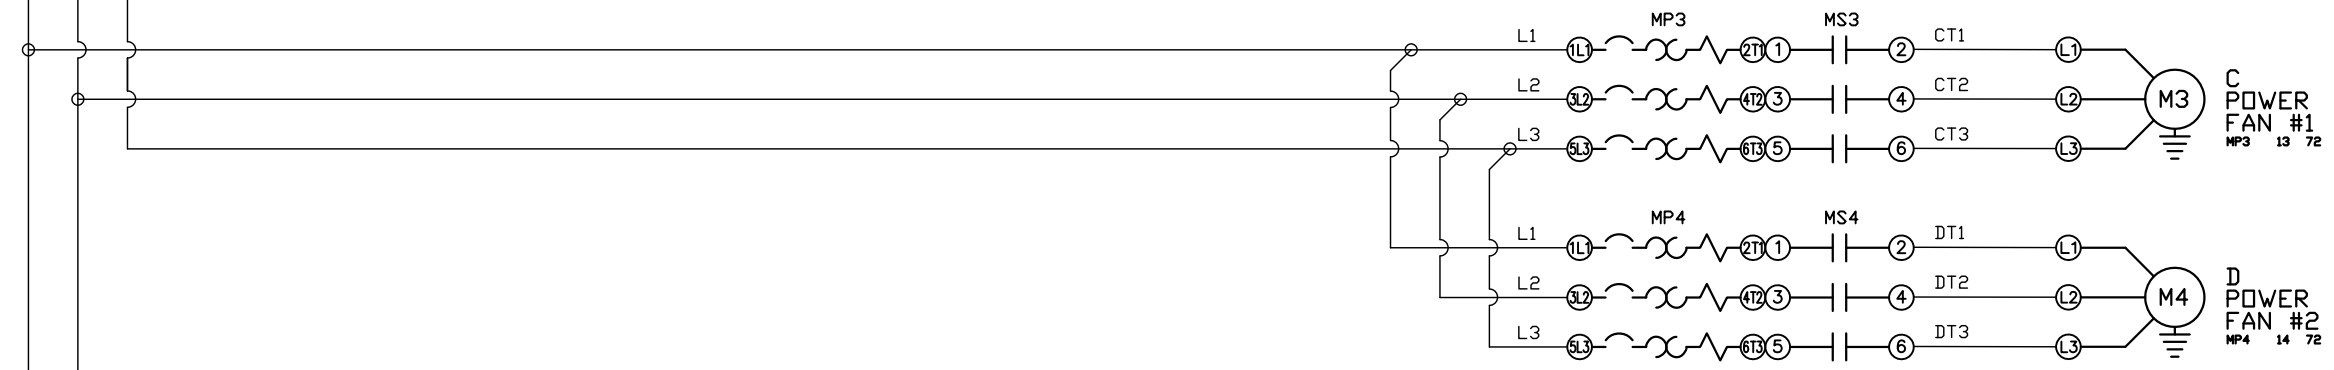 MP3 MS3
L1 1L1 2T1 1 2 CT1 L1
L2 3L2 4T2 3 4 CT2 L2
L3 5L3 6T3 5 6 CT3 L3
M3
C
POWER
FAN #1
MP3 13 72
MP4 MS4
L1 1L1 2T1 1 2 DT1 L1
L2 3L2 4T2 3 4 DT2 L2
L3 5L3 6T3 5 6 DT3 L3
M4
D
POWER
FAN #2
MP4 14 72